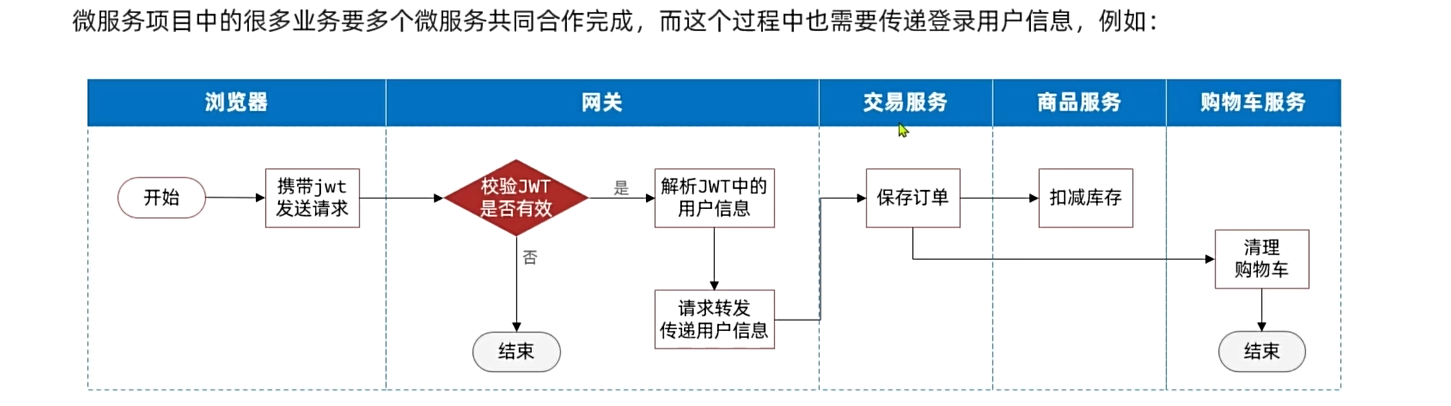 微服务项目中的很多业务要多个微服务共同合作完成，而这个过程中也需要传递登录用户信息，例如：
浏览器
网关
交易服务
商品服务
购物车服务
开始
携带jwt
发送请求
校验JWT
是否有效
是
解析JWT中的
用户信息
保存订单
扣减库存
否
清理
购物车
请求转发
传递用户信息
结束
结束